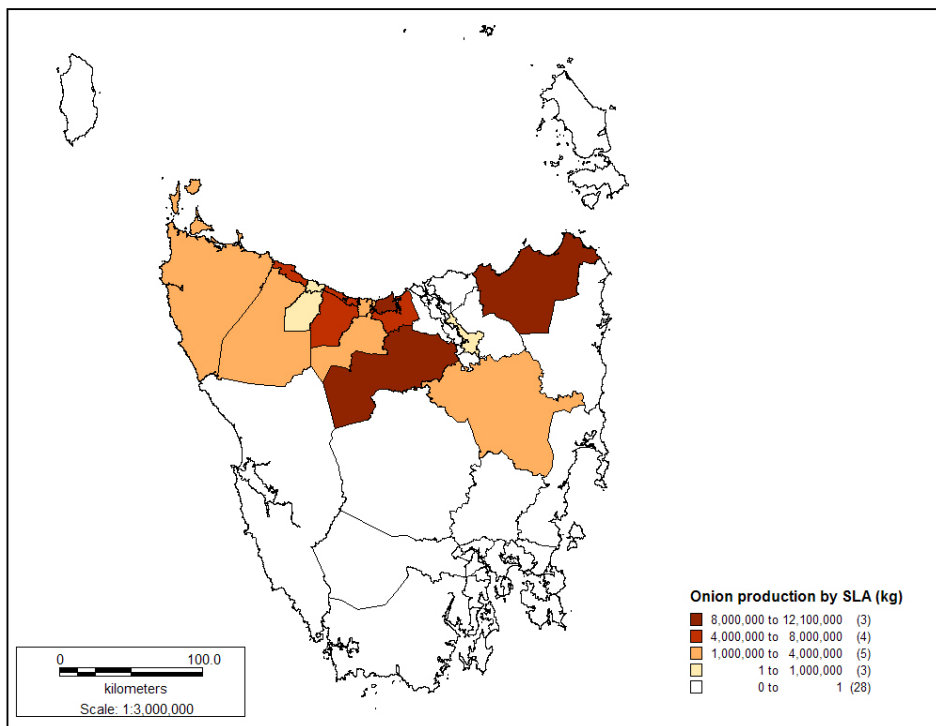 Onion production by SLA (kg)
8,000,000 to 12,100,000 (3)
4,000,000 to 8,000,000 (4)
1,000,000 to 4,000,000 (5)
1 to 1,000,000 (3)
0 to 1 (28)
0 100.0
kilometers
Scale: 1:3,000,000